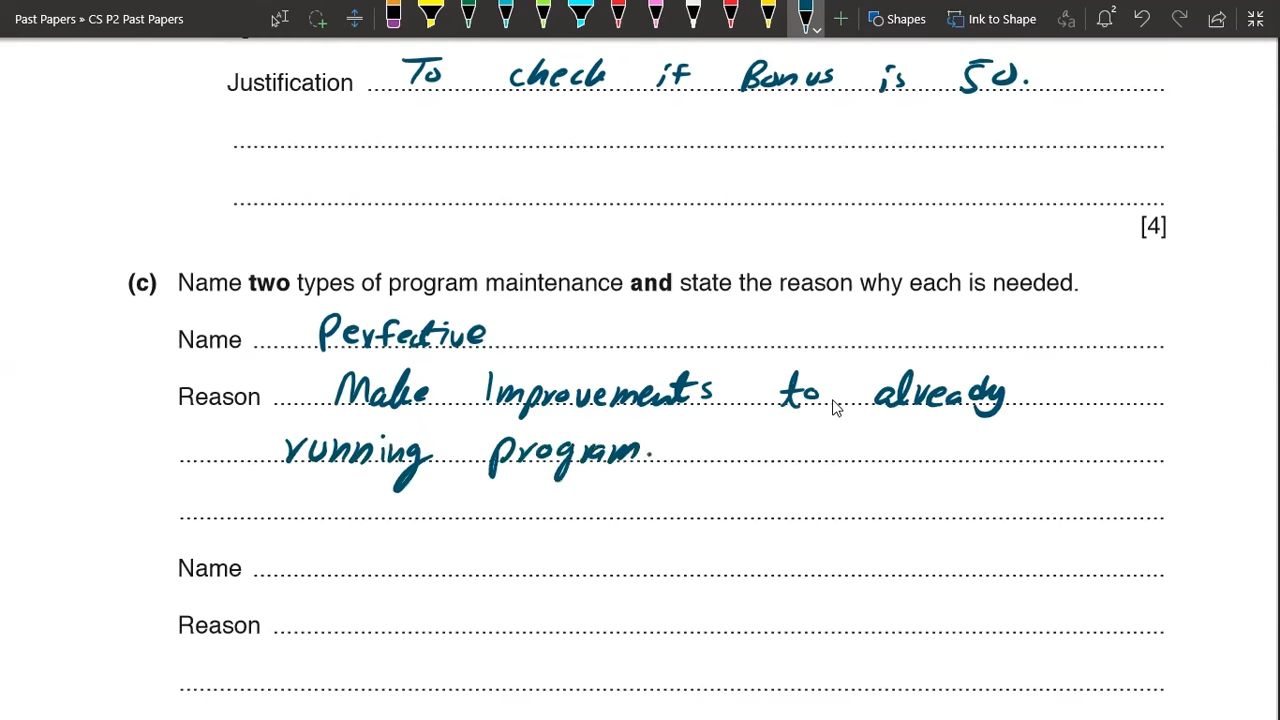 Past Papers » CS P2 Past Papers
Shapes
Ink to Shape
2
Justification To check if Bonus is 50.
[4]
(c) Name two types of program maintenance and state the reason why each is needed.
Name Perfective
Reason Make Improvements to already
running program.
Name
Reason